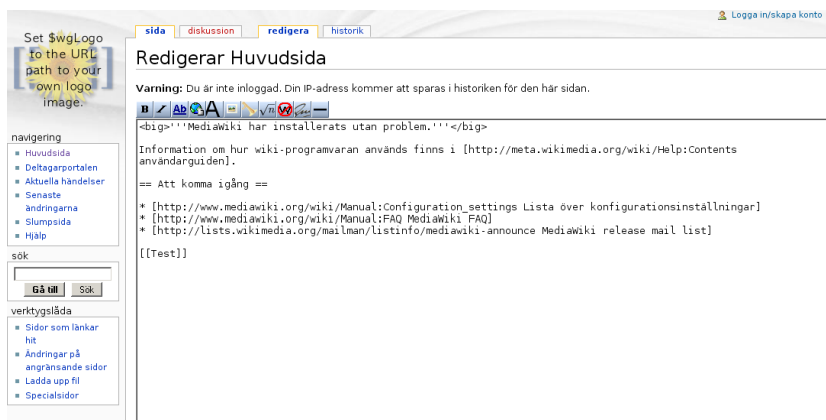 Logga in/skapa konto
Set $wgLogo
to the URL
path to your
own logo
image.
sida diskussion redigera historik
Redigerar Huvudsida
Varning: Du är inte inloggad. Din IP-adress kommer att sparas i historiken för den här sidan.
B I Ab A √n W
<big>'''MediaWiki har installerats utan problem.'''</big>
Information om hur wiki-programvaran används finns i [http://meta.wikimedia.org/wiki/Help:Contents
användarguiden].
== Att komma igång ==
* [http://www.mediawiki.org/wiki/Manual:Configuration_settings Lista över konfigurationsinställningar]
* [http://www.mediawiki.org/wiki/Manual:FAQ MediaWiki FAQ]
* [http://lists.wikimedia.org/mailman/listinfo/mediawiki-announce MediaWiki release mail list]
[[Test]]
navigering
Huvudsida
Deltagarportalen
Aktuella händelser
Senaste
ändringarna
Slumpsida
Hjälp
sök
Gå till Sök
verktygslåda
Sidor som länkar
hit
Ändringar på
angränsande sidor
Ladda upp fil
Specialsidor